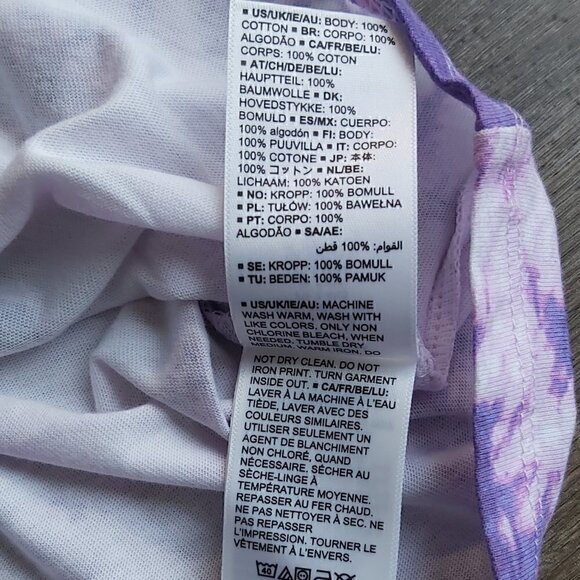 ■ US/UK/IE/AU: BODY: 100%
COTTON ■ BR: CORPO: 100%
ALGODÃO ■ CA/FR/BE/LU:
CORPS: 100% COTON
■ AT/CH/DE/BE/LU:
HAUPTTEIL: 100%
BAUMWOLLE ■ DK:
HOVEDSTYKKE: 100%
BOMULD ■ ES/MX: CUERPO:
100% algodón ■ FI: BODY:
100% PUUVILLA ■ IT: CORPO:
100% COTONE ■ JP: 本体:
100% コットン ■ NL/BE:
LICHAAM: 100% KATOEN
■ NO: KROPP: 100% BOMULL
■ PL: TUŁÓW: 100% BAWEŁNA
■ PT: CORPO: 100%
ALGODÃO ■ SA/AE:
القوام: 100% قطن
■ SE: KROPP: 100% BOMULL
■ TU: BEDEN: 100% PAMUK
■ US/UK/IE/AU: MACHINE
WASH WARM, WASH WITH
LIKE COLORS. ONLY NON
CHLORINE BLEACH, WHEN
NEEDED. TUMBLE DRY
MEDIUM. WARM IRON. DO
NOT DRY CLEAN. DO NOT
IRON PRINT. TURN GARMENT
INSIDE OUT. ■ CA/FR/BE/LU:
LAVER À LA MACHINE À L'EAU
TIÈDE, LAVER AVEC DES
COULEURS SIMILAIRES.
UTILISER SEULEMENT UN
AGENT DE BLANCHIMENT
NON CHLORÉ, QUAND
NÉCESSAIRE. SÉCHER AU
SÈCHE-LINGE À
TEMPÉRATURE MOYENNE.
REPASSER AU FER CHAUD.
NE PAS NETTOYER À SEC. NE
PAS REPASSER
L'IMPRESSION. TOURNER LE
VÊTEMENT À L'ENVERS.
40